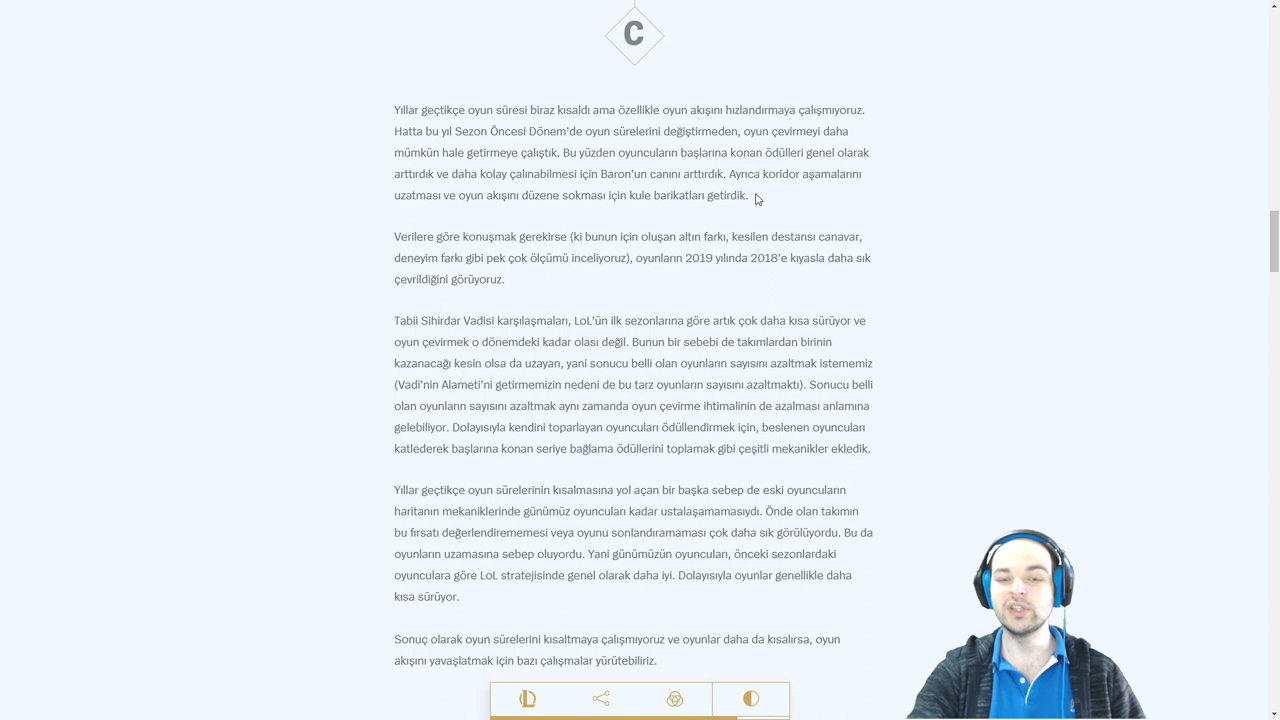 C
Yıllar geçtikçe oyun süresi biraz kısaldı ama özellikle oyun akışını hızlandırmaya çalışmıyoruz.
Hatta bu yıl Sezon Öncesi Dönem'de oyun sürelerini değiştirmeden, oyun çevirmeyi daha
mümkün hale getirmeye çalıştık. Bu yüzden oyuncuların başlarına konan ödülleri genel olarak
arttırdık ve daha kolay çalınabilmesi için Baron'un canını arttırdık. Ayrıca koridor aşamalarını
uzatması ve oyun akışını düzene sokması için kule barikatları getirdik.
Verilere göre konuşmak gerekirse (ki bunun için oluşan altın farkı, kesilen destansı canavar,
deneyim farkı gibi pek çok ölçümü inceliyoruz), oyunların 2019 yılında 2018'e kıyasla daha sık
çevrildiğini görüyoruz.
Tabii Sihirdar Vadisi karşılaşmaları, LoL'ün ilk sezonlarına göre artık çok daha kısa sürüyor ve
oyun çevirmek o dönemdeki kadar olası değil. Bunun bir sebebi de takımlardan birinin
kazanacağı kesin olsa da uzayan, yani sonucu belli olan oyunların sayısını azaltmak istememiz
(Vadi'nin Alameti'ni getirmemizin nedeni de bu tarz oyunların sayısını azaltmaktı). Sonucu belli
olan oyunların sayısını azaltmak aynı zamanda oyun çevirme ihtimalinin de azalması anlamına
gelebiliyor. Dolayısıyla kendini toparlayan oyuncuları ödüllendirmek için, beslenen oyuncuları
katlederek başlarına konan seriye bağlama ödüllerini toplamak gibi çeşitli mekanikler ekledik.
Yıllar geçtikçe oyun sürelerinin kısalmasına yol açan bir başka sebep de eski oyuncuların
haritanın mekaniklerinde günümüz oyuncuları kadar ustalaşamamasıydı. Önde olan takımın
bu fırsatı değerlendirememesi veya oyunu sonlandıramaması çok daha sık görülüyordu. Bu da
oyunların uzamasına sebep oluyordu. Yani günümüzün oyuncuları, önceki sezonlardaki
oyunculara göre LoL stratejisinde genel olarak daha iyi. Dolayısıyla oyunlar genellikle daha
kısa sürüyor.
Sonuç olarak oyun sürelerini kısaltmaya çalışmıyoruz ve oyunlar daha da kısalırsa, oyun
akışını yavaşlatmak için bazı çalışmalar yürütebiliriz.